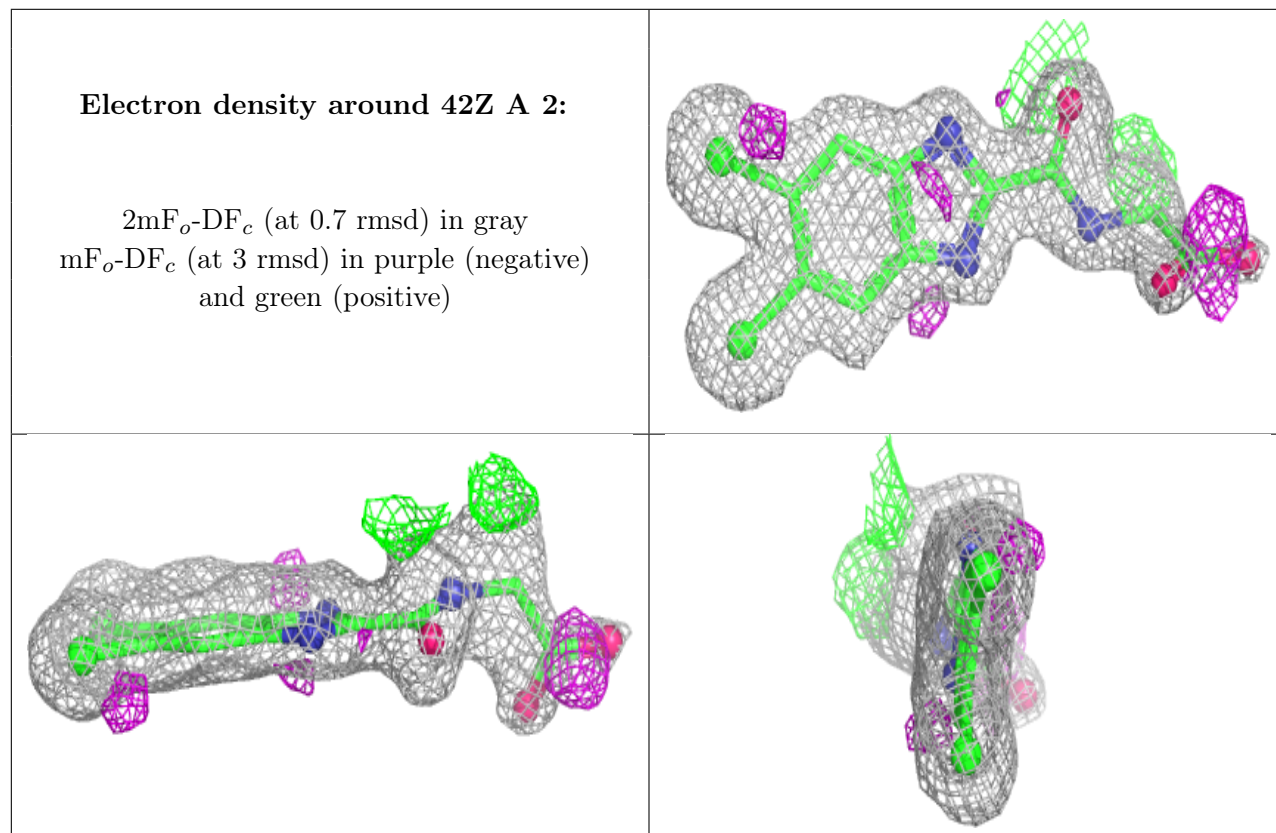 Electron density around 42Z A 2:
2mFo-DFc (at 0.7 rmsd) in gray
mFo-DFc (at 3 rmsd) in purple (negative)
and green (positive)